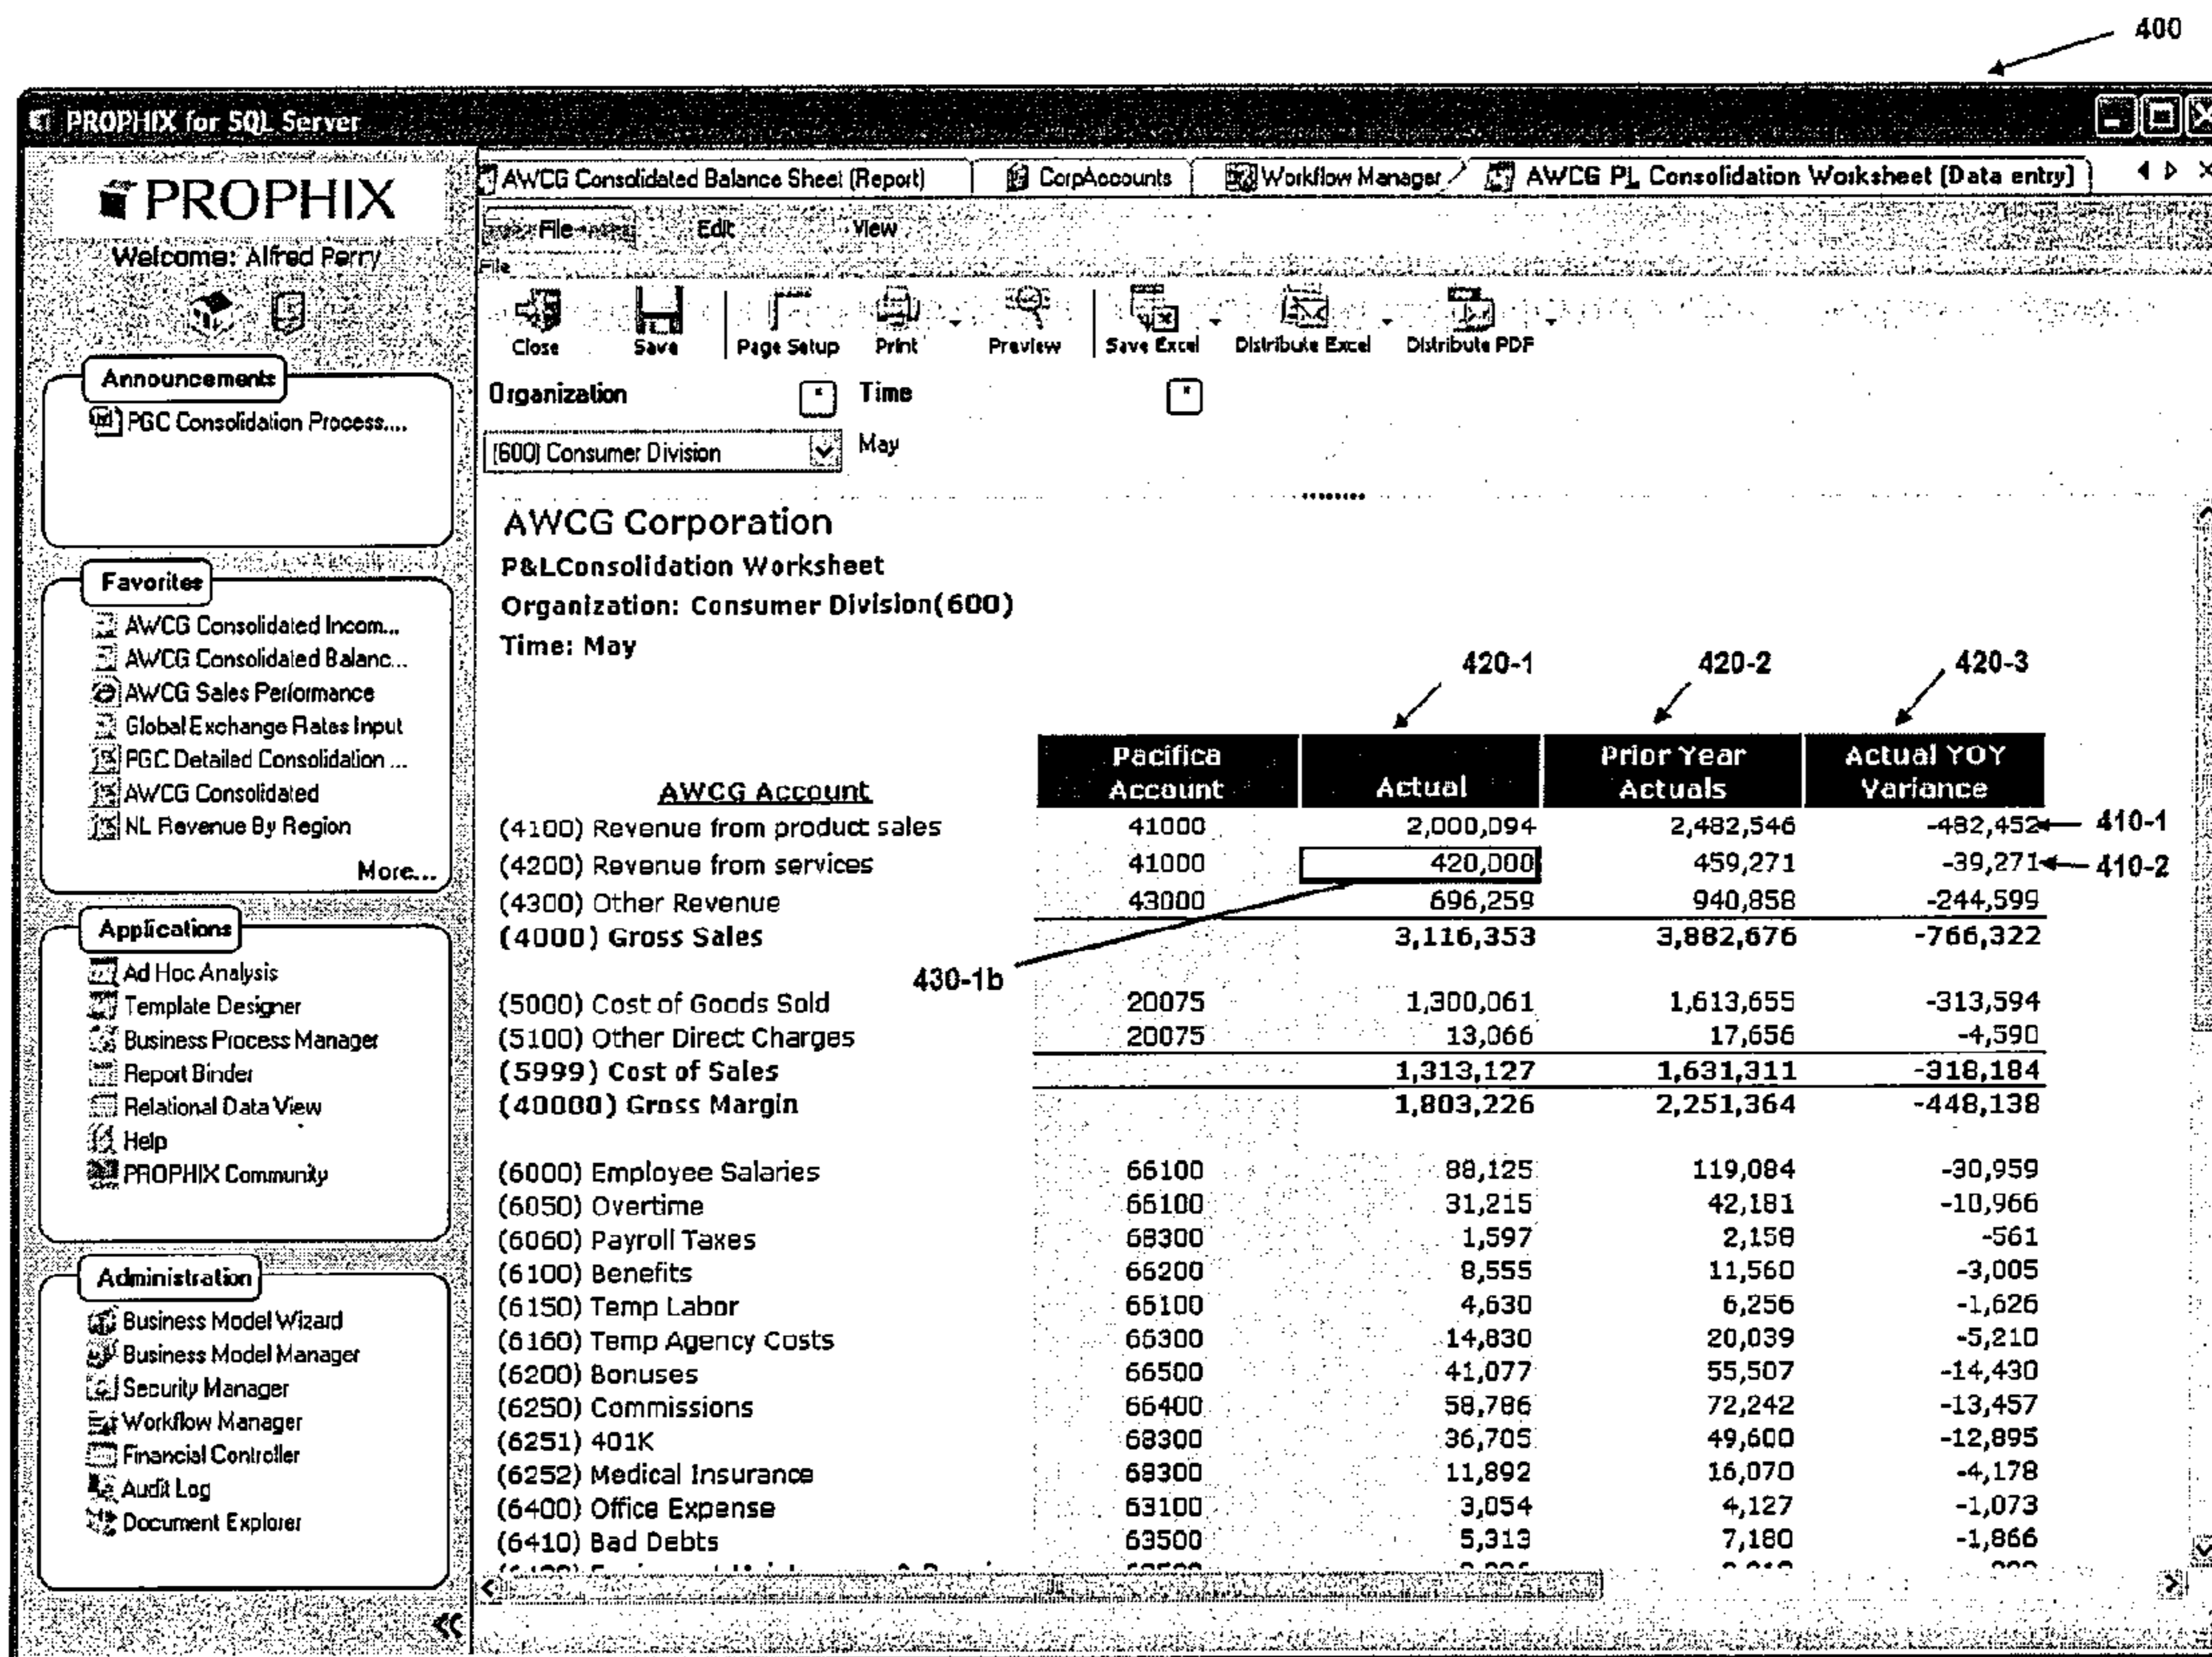 400
PROPHIX for SQL Server
PROPHIX
Welcome: Alfred Perry
Announcements
PGC Consolidation Process....
Favorites
AWCG Consolidated Incom...
AWCG Consolidated Balanc...
AWCG Sales Performance
Global Exchange Rates Input
PGC Detailed Consolidation ...
AWCG Consolidated
NL Revenue By Region
More...
Applications
Ad Hoc Analysis
Template Designer
Business Process Manager
Report Binder
Relational Data View
Help
PROPHIX Community
Administration
Business Model Wizard
Business Model Manager
Security Manager
Workflow Manager
Financial Controller
Audit Log
Document Explorer
AWCG Consolidated Balance Sheet (Report) CorpAccounts Workflow Manager AWCG PL Consolidation Worksheet (Data entry)
File Edit View
File
Close Save Page Setup Print Preview Save Excel Distribute Excel Distribute PDF
Organization Time
(600) Consumer Division May
AWCG Corporation
P&LConsolidation Worksheet
Organization: Consumer Division(600)
Time: May
420-1 420-2 420-3
AWCG Account Pacifica Account Actual Prior Year Actuals Actual YOY Variance
(4100) Revenue from product sales 41000 2,000,094 2,482,546 -482,452 410-1
(4200) Revenue from services 41000 420,000 459,271 -39,271 410-2
(4300) Other Revenue 43000 696,259 940,858 -244,599
(4000) Gross Sales 3,116,353 3,882,676 -766,322
430-1b
(5000) Cost of Goods Sold 20075 1,300,061 1,613,655 -313,594
(5100) Other Direct Charges 20075 13,066 17,656 -4,590
(5999) Cost of Sales 1,313,127 1,631,311 -318,184
(40000) Gross Margin 1,803,226 2,251,364 -448,138
(6000) Employee Salaries 66100 88,125 119,084 -30,959
(6050) Overtime 66100 31,215 42,181 -10,966
(6060) Payroll Taxes 68300 1,597 2,158 -561
(6100) Benefits 66200 8,555 11,560 -3,005
(6150) Temp Labor 66100 4,630 6,256 -1,626
(6160) Temp Agency Costs 66300 14,830 20,039 -5,210
(6200) Bonuses 66500 41,077 55,507 -14,430
(6250) Commissions 66400 58,786 72,242 -13,457
(6251) 401K 68300 36,705 49,600 -12,895
(6252) Medical Insurance 68300 11,892 16,070 -4,178
(6400) Office Expense 63100 3,054 4,127 -1,073
(6410) Bad Debts 63500 5,313 7,180 -1,866